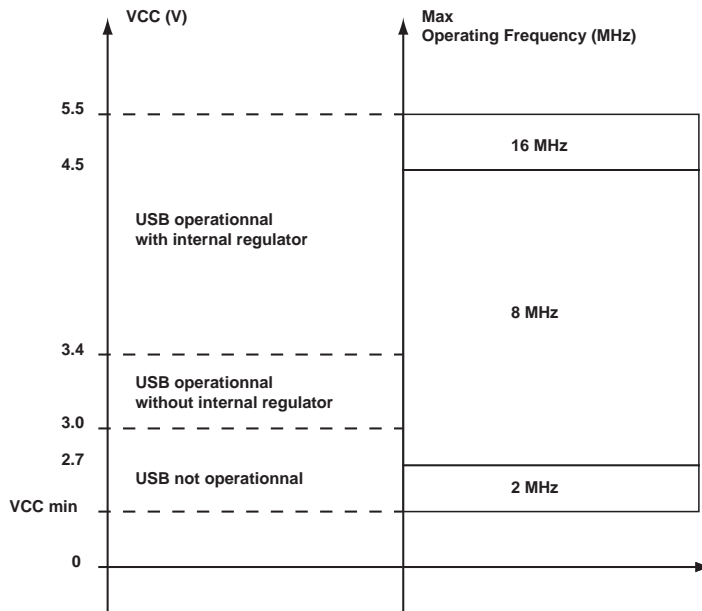 VCC (V)
Max
Operating Frequency (MHz)
5.5
16 MHz
4.5
USB operationnal
with internal regulator
8 MHz
3.4
USB operationnal
without internal regulator
3.0
2.7
USB not operationnal
2 MHz
VCC min
0